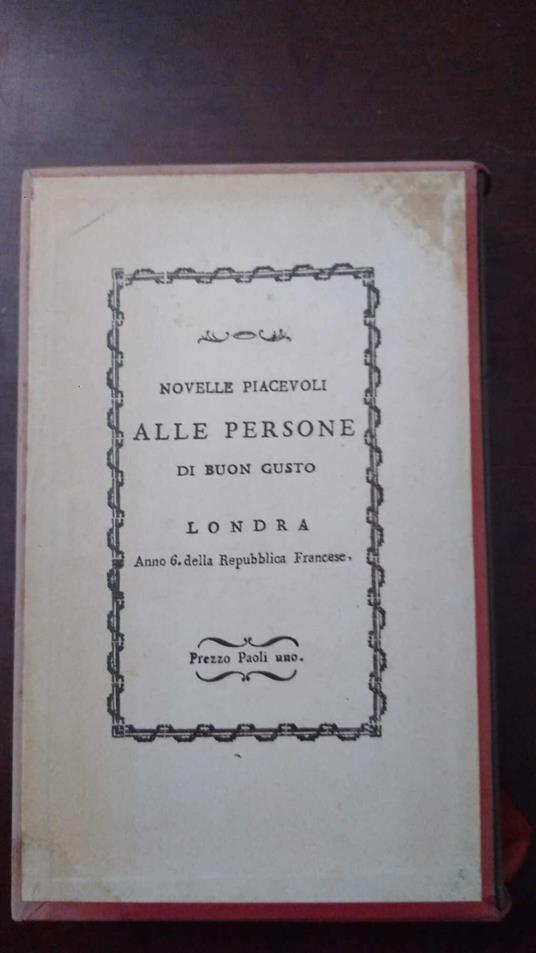 NOVELLE PIACEVOLI
ALLE PERSONE
DI BUON GUSTO
LONDRA
Anno 6. della Repubblica Francese.
Prezzo Paoli uno.